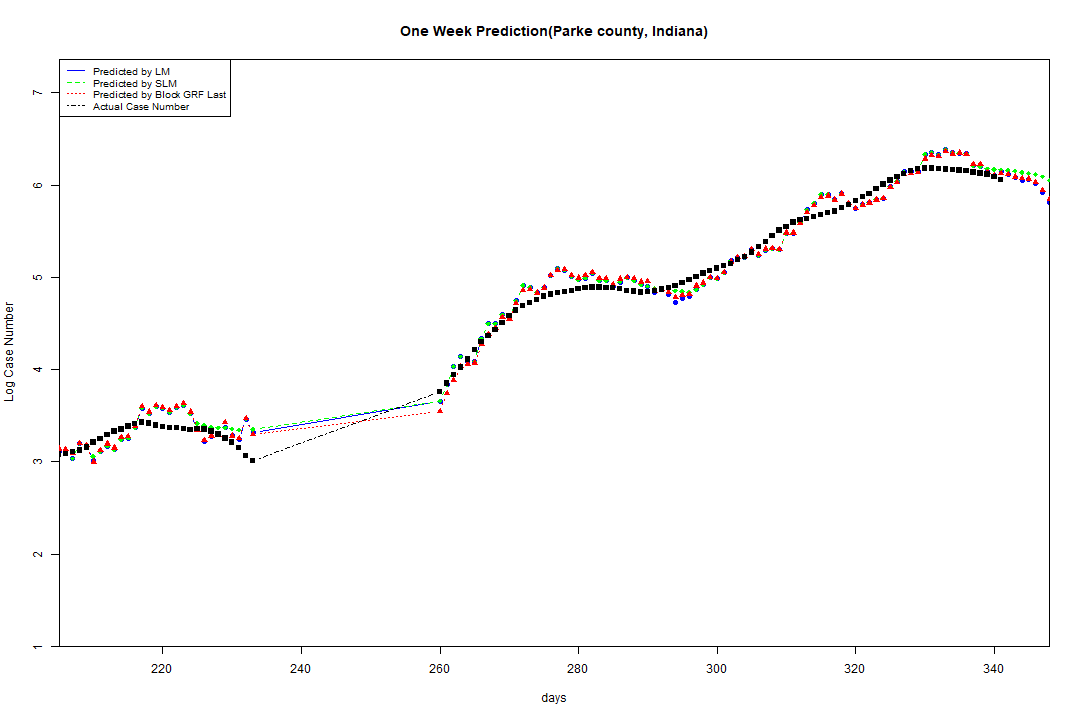 One Week Prediction(Parke county, Indiana)
Predicted by LM
Predicted by SLM
Predicted by Block GRF Last
Actual Case Number
Log Case Number
7
6
5
4
3
2
1
220 240 260 280 300 320 340
days